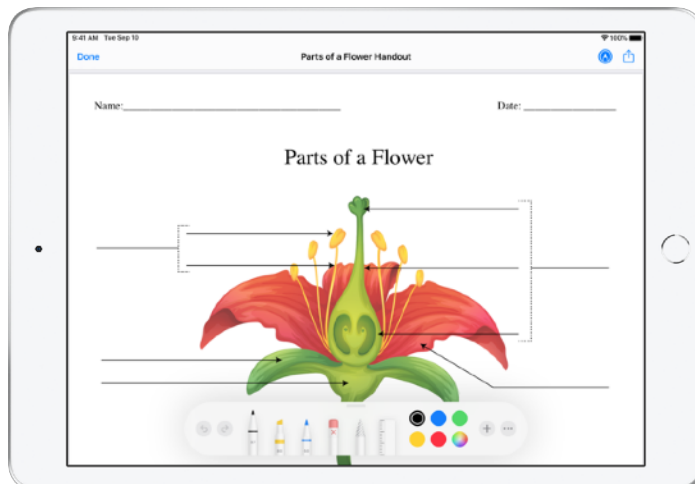 9:41 AM Tue Sep 10 100%
Done Parts of a Flower Handout
Name:
Date:
Parts of a Flower